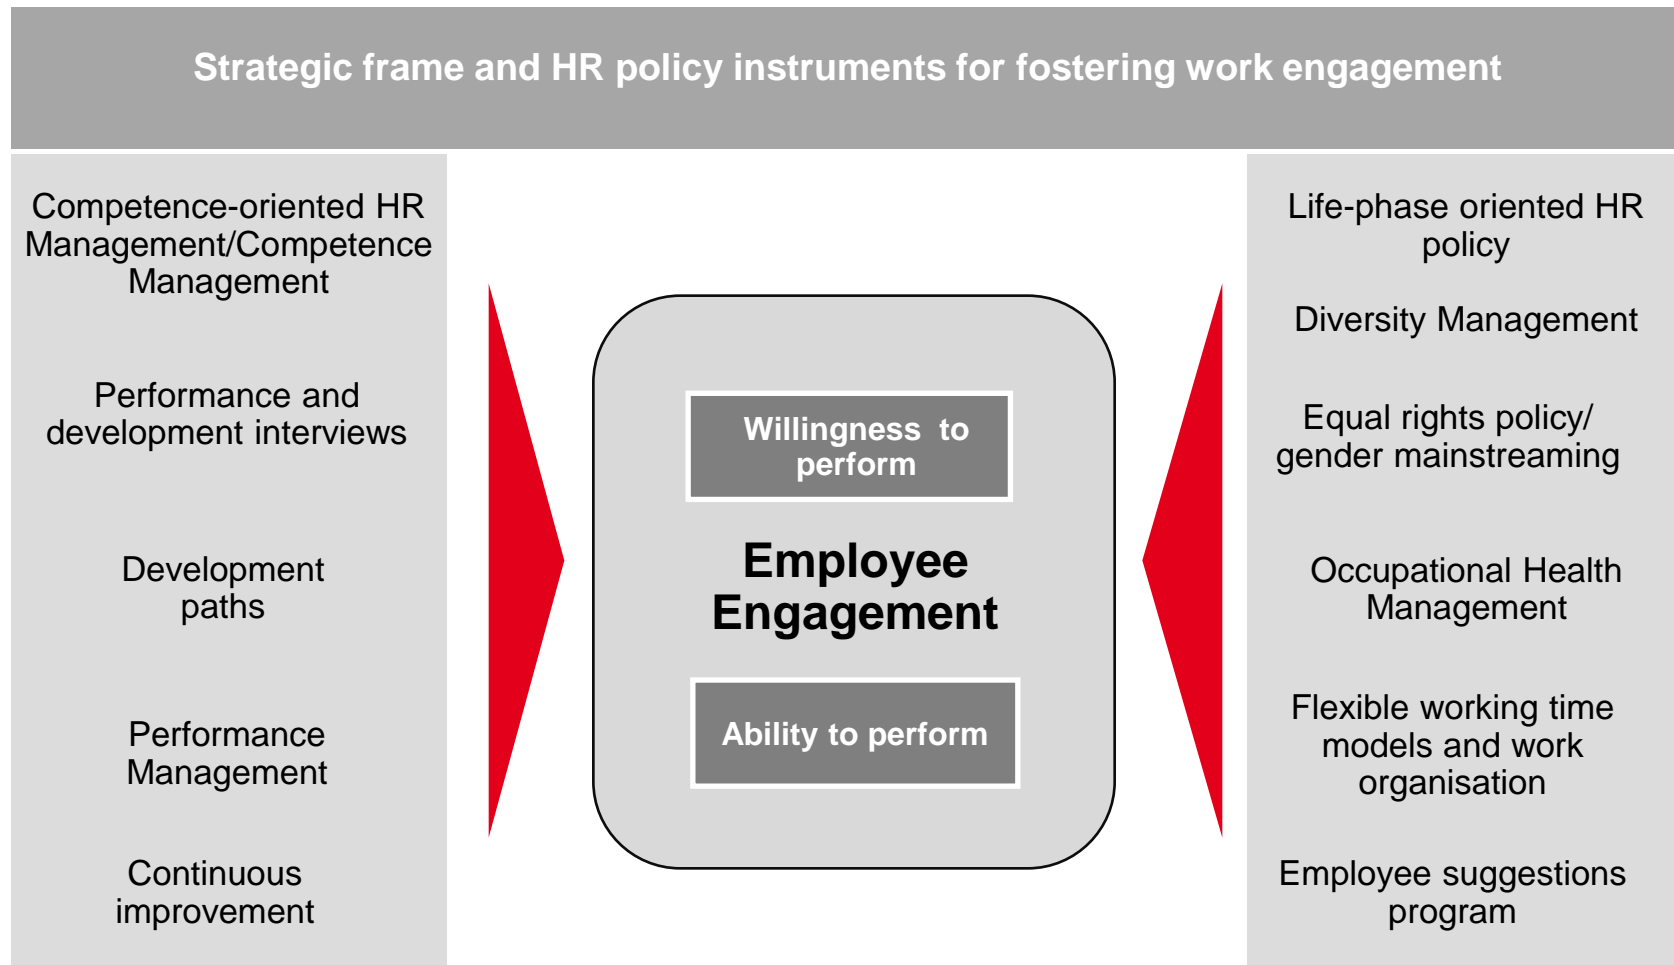 Strategic frame and HR policy instruments for fostering work engagement
Competence-oriented HR
Management/Competence
Management
Performance and
development interviews
Development
paths
Performance
Management
Continuous
improvement
Willingness to
perform
Employee
Engagement
Ability to perform
Life-phase oriented HR
policy
Diversity Management
Equal rights policy/
gender mainstreaming
Occupational Health
Management
Flexible working time
models and work
organisation
Employee suggestions
program